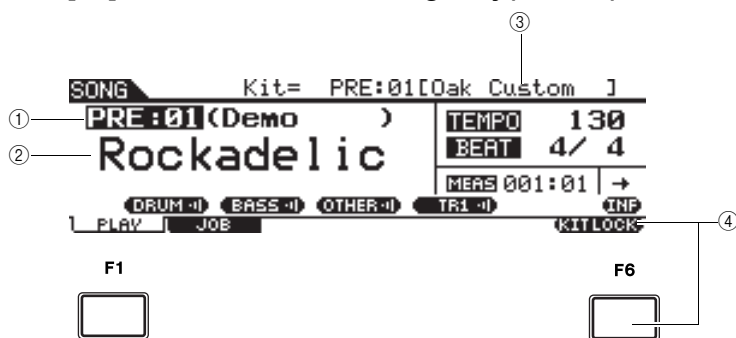 ③
SONG Kit= PRE:01[Oak Custom ]
① PRE:01(Demo ) TEMPO 130
② Rockadelic BEAT 4/ 4
MEAS 001:01 →
DRUM BASS OTHER TR1 INF
PLAY JOB KITLOCK ④
F1 F6